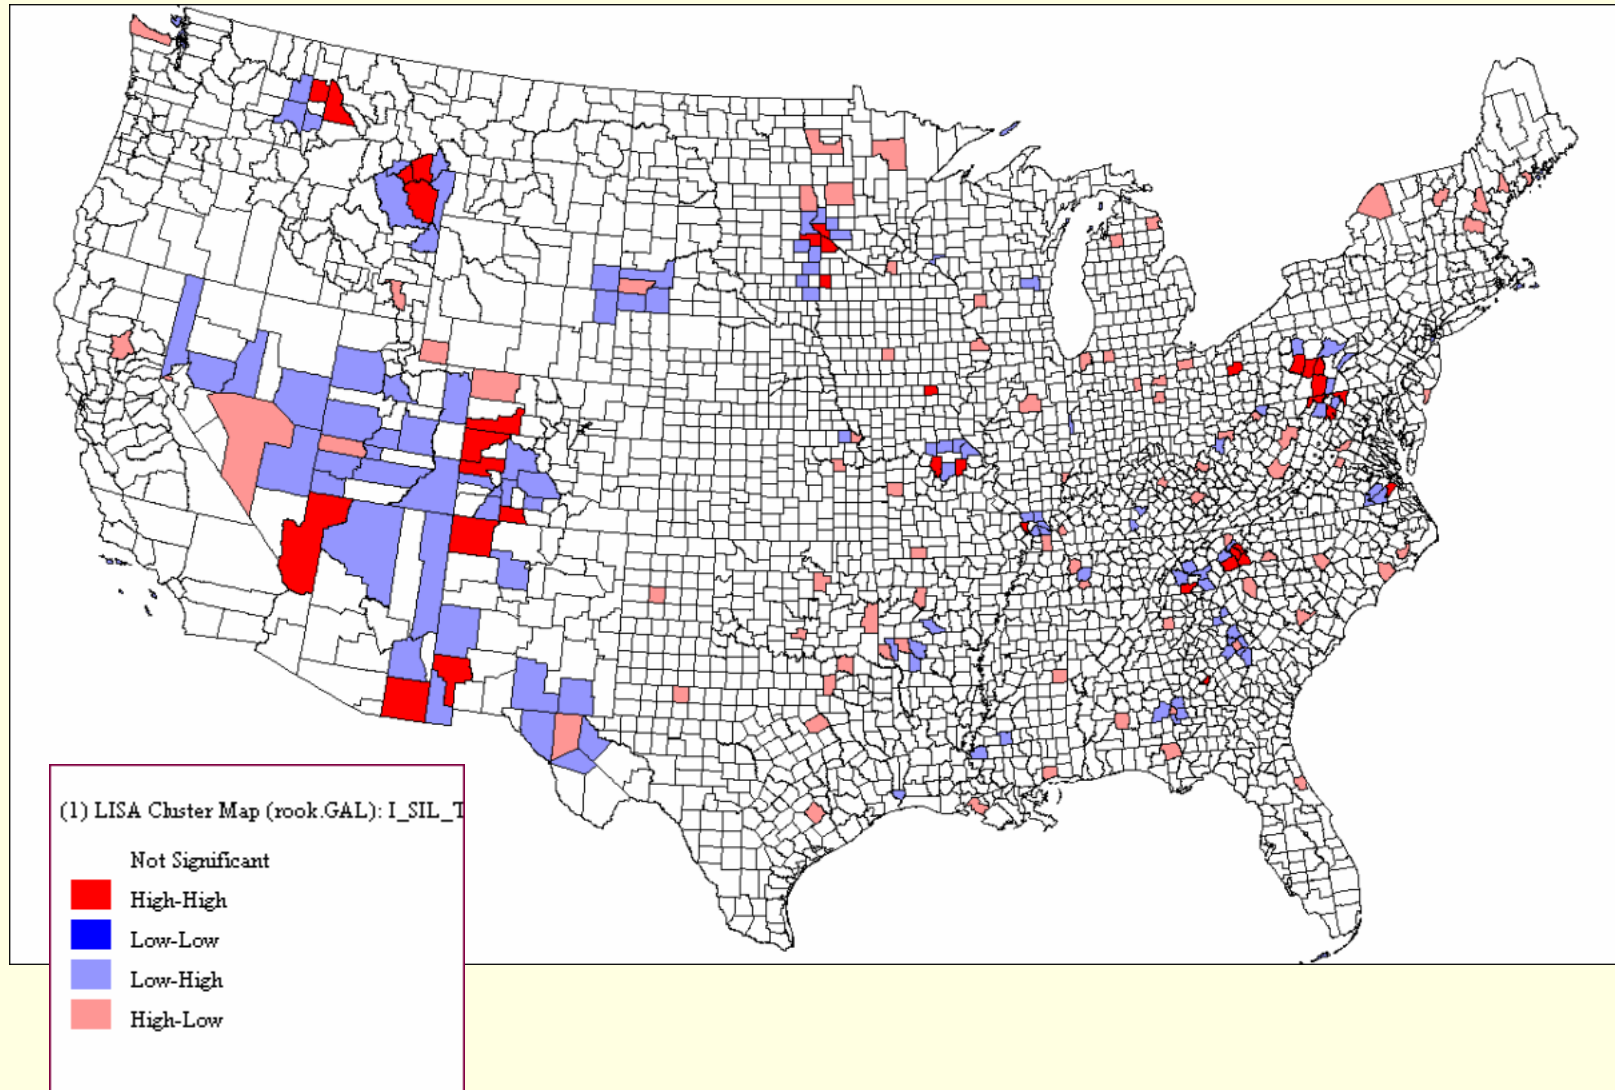 (1) LISA Cluster Map (rook.GAL): I_SIL_T
Not Significant
High-High
Low-Low
Low-High
High-Low